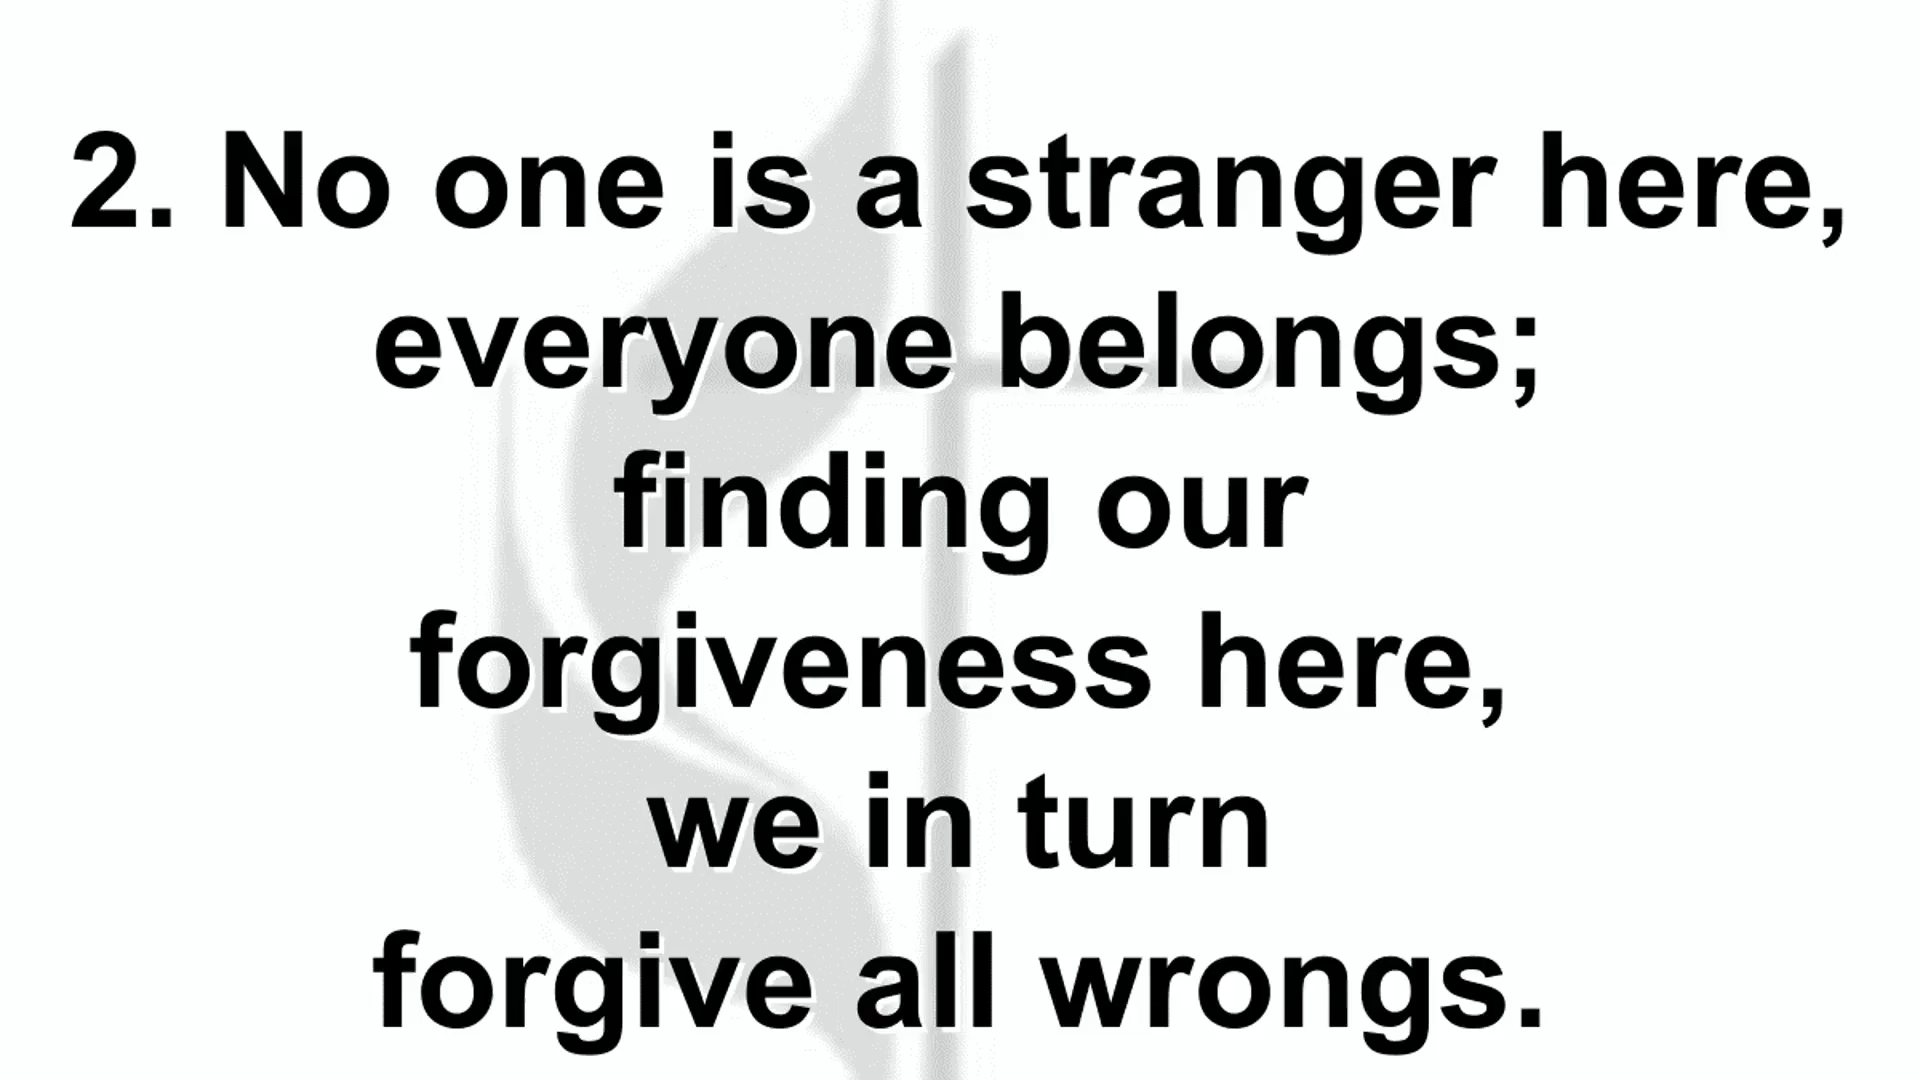 2. No one is a stranger here,
everyone belongs;
finding our
forgiveness here,
we in turn
forgive all wrongs.